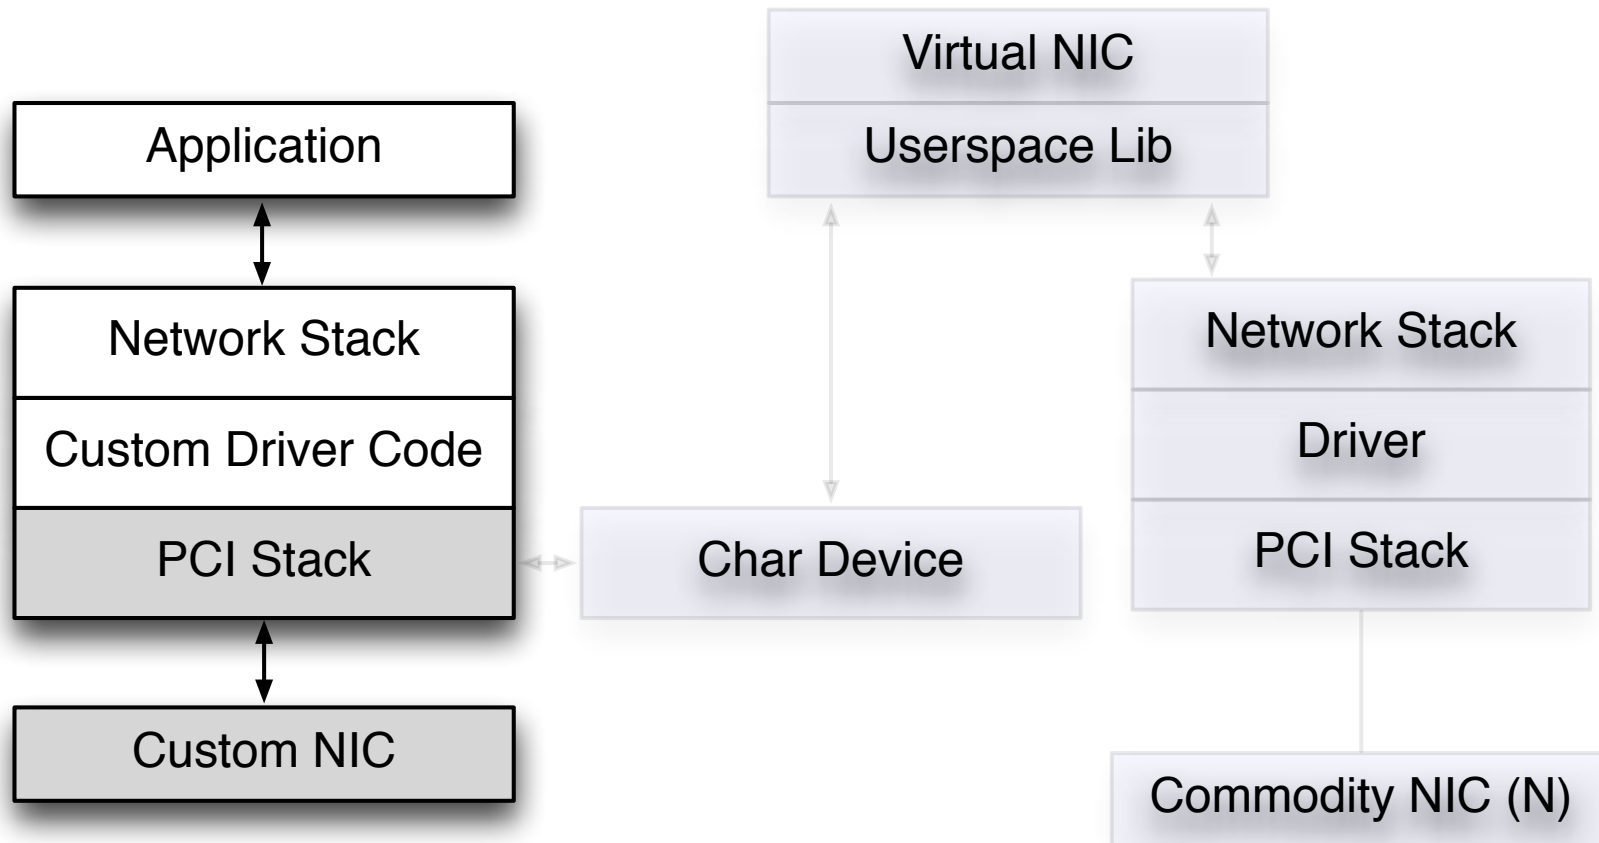 Application
Network Stack
Custom Driver Code
PCI Stack
Custom NIC
Virtual NIC
Userspace Lib
Char Device
Network Stack
Driver
PCI Stack
Commodity NIC (N)